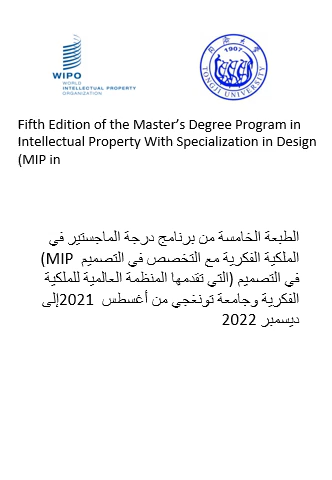 WIPO
WORLD
INTELLECTUAL PROPERTY
ORGANIZATION
1907
TONGJI UNIVERSITY
Fifth Edition of the Master’s Degree Program in
Intellectual Property With Specialization in Design
(MIP in
الطبعة الخامسة من برنامج درجة الماجستير في
الملكية الفكرية مع التخصص في التصميم MIP)
في التصميم (التي تقدمها المنظمة العالمية للملكية
الفكرية وجامعة تونغجي من أغسطس 2021إلى
ديسمبر 2022